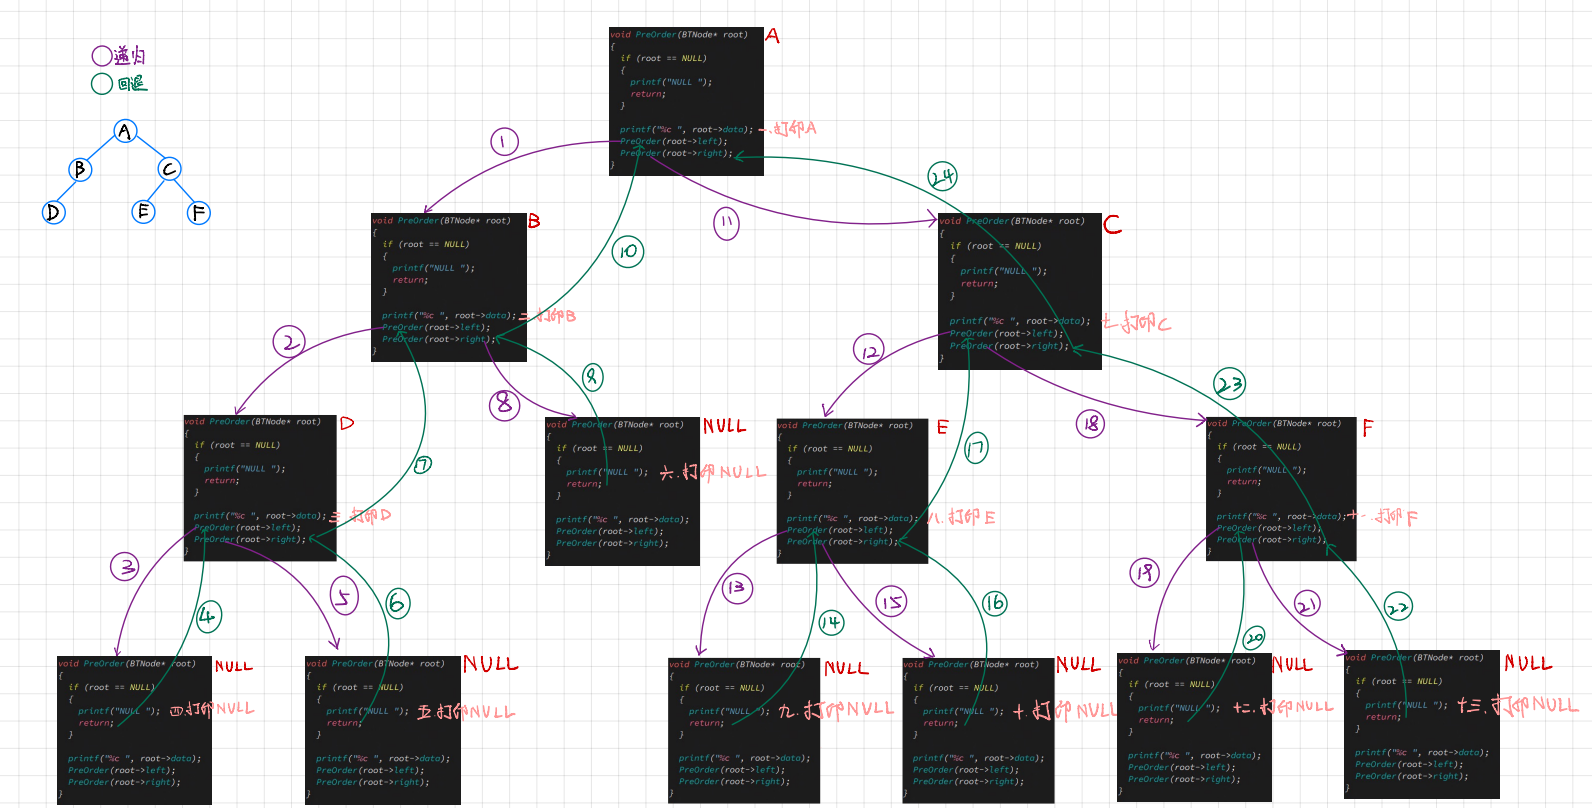 递归
回退
A
B
C
D
E
F
A
void PreOrder(BTNode* root)
{
if (root == NULL)
{
printf("NULL ");
return;
}
printf("%c ", root->data); 一.打印A
PreOrder(root->left);
PreOrder(root->right);
}
①
⑪
⑩
24
B
void PreOrder(BTNode* root)
{
if (root == NULL)
{
printf("NULL ");
return;
}
printf("%c ", root->data); 二.打印B
PreOrder(root->left);
PreOrder(root->right);
}
C
void PreOrder(BTNode* root)
{
if (root == NULL)
{
printf("NULL ");
return;
}
printf("%c ", root->data); 七.打印C
PreOrder(root->left);
PreOrder(root->right);
}
②
⑧
⑦
12
18
17
23
D
void PreOrder(BTNode* root)
{
if (root == NULL)
{
printf("NULL ");
return;
}
printf("%c ", root->data); 三.打印D
PreOrder(root->left);
PreOrder(root->right);
}
NULL
void PreOrder(BTNode* root)
{
if (root == NULL)
{
printf("NULL "); 六.打印NULL
return;
}
printf("%c ", root->data);
PreOrder(root->left);
PreOrder(root->right);
}
E
void PreOrder(BTNode* root)
{
if (root == NULL)
{
printf("NULL ");
return;
}
printf("%c ", root->data); 八.打印E
PreOrder(root->left);
PreOrder(root->right);
}
F
void PreOrder(BTNode* root)
{
if (root == NULL)
{
printf("NULL ");
return;
}
printf("%c ", root->data); 十一.打印F
PreOrder(root->left);
PreOrder(root->right);
}
③
④
⑤
⑥
13
14
15
16
19
20
21
22
NULL
void PreOrder(BTNode* root)
{
if (root == NULL)
{
printf("NULL "); 四.打印NULL
return;
}
printf("%c ", root->data);
PreOrder(root->left);
PreOrder(root->right);
}
NULL
void PreOrder(BTNode* root)
{
if (root == NULL)
{
printf("NULL "); 五.打印NULL
return;
}
printf("%c ", root->data);
PreOrder(root->left);
PreOrder(root->right);
}
NULL
void PreOrder(BTNode* root)
{
if (root == NULL)
{
printf("NULL "); 九.打印NULL
return;
}
printf("%c ", root->data);
PreOrder(root->left);
PreOrder(root->right);
}
NULL
void PreOrder(BTNode* root)
{
if (root == NULL)
{
printf("NULL "); 十.打印NULL
return;
}
printf("%c ", root->data);
PreOrder(root->left);
PreOrder(root->right);
}
NULL
void PreOrder(BTNode* root)
{
if (root == NULL)
{
printf("NULL "); 十二.打印NULL
return;
}
printf("%c ", root->data);
PreOrder(root->left);
PreOrder(root->right);
}
NULL
void PreOrder(BTNode* root)
{
if (root == NULL)
{
printf("NULL "); 十三.打印NULL
return;
}
printf("%c ", root->data);
PreOrder(root->left);
PreOrder(root->right);
}